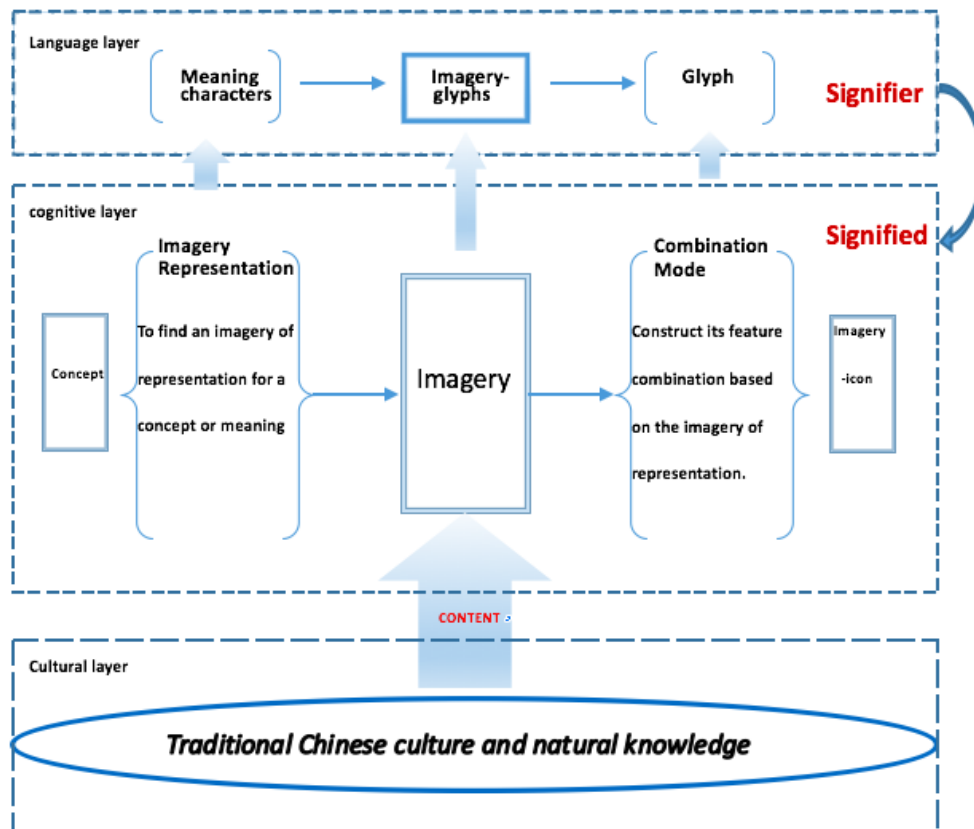 Language layer
Meaning
characters
Imagery-
glyphs
Glyph
Signifier
cognitive layer
Signified
Imagery
Representation
Combination
Mode
Concept
To find an imagery of
representation for a
concept or meaning
Imagery
Construct its feature
combination based
on the imagery of
representation.
Imagery
-icon
CONTENT
Cultural layer
Traditional Chinese culture and natural knowledge